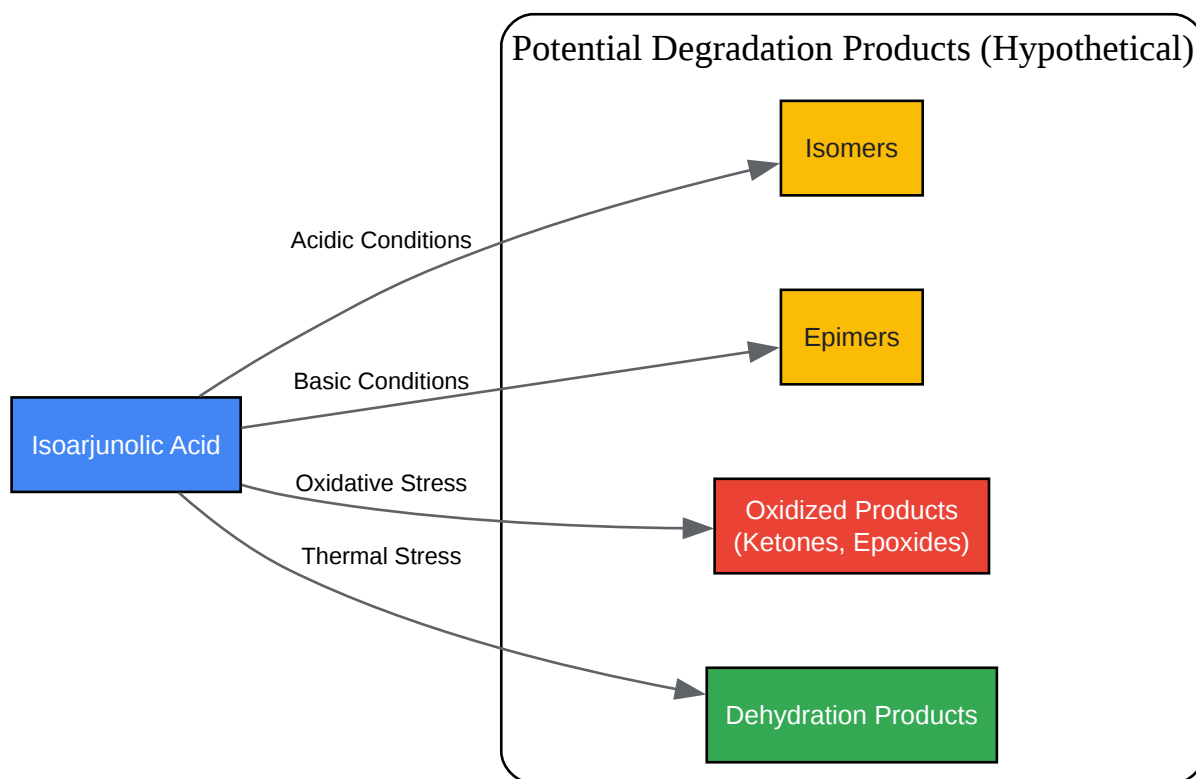 Potential Degradation Products (Hypothetical)
Isomers
Acidic Conditions
Epimers
Basic Conditions
Isoarjunolic Acid
Oxidative Stress
Oxidized Products
(Ketones, Epoxides)
Thermal Stress
Dehydration Products